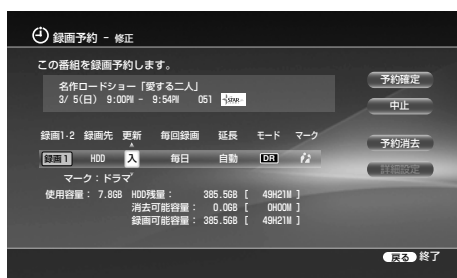 録画予約 - 修正
この番組を録画予約します。
名作ロードショー「愛する二人」
3/ 5(日) 9:00PM - 9:54PM 051 STAR
予約確定
中止
録画1·2 録画先 更新 毎回録画 延長 モード マーク
予約消去
録画1 HDD 入 毎日 自動 DR
詳細設定
マーク：ドラマ
使用容量： 7.8GB HDD残量： 385.5GB [ 49H21M ]
消去可能容量： 0.0GB [ 0H00M ]
録画可能容量： 385.5GB [ 49H21M ]
戻る 終了